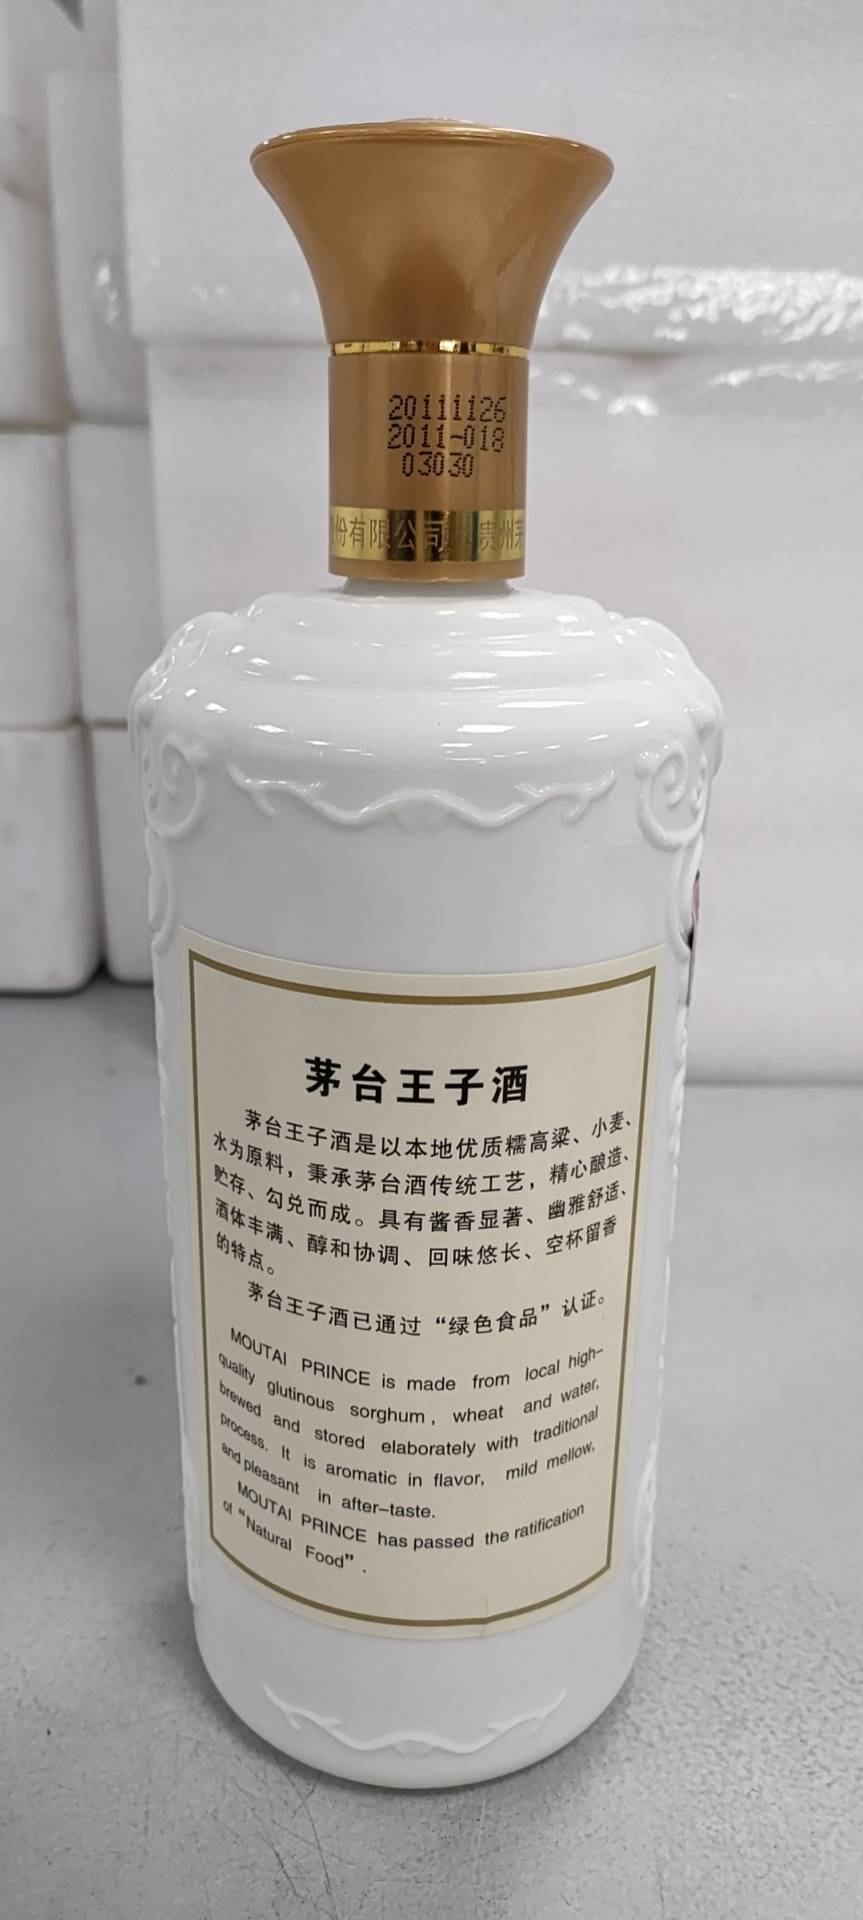 20111126
2011-018
03030
份有限公司 贵州茅
茅台王子酒
茅台王子酒是以本地优质糯高粱、小麦、
水为原料，秉承茅台酒传统工艺，精心酿造、
贮存、勾兑而成。具有酱香显著、幽雅舒适、
酒体丰满、醇和协调、回味悠长、空杯留香
的特点。
茅台王子酒已通过“绿色食品”认证。
MOUTAI PRINCE is made from local high-
quality glutinous sorghum, wheat and water,
brewed and stored elaborately with traditional
process. It is aromatic in flavor, mild mellow,
and pleasant in after-taste.
MOUTAI PRINCE has passed the ratification
of “Natural Food”.